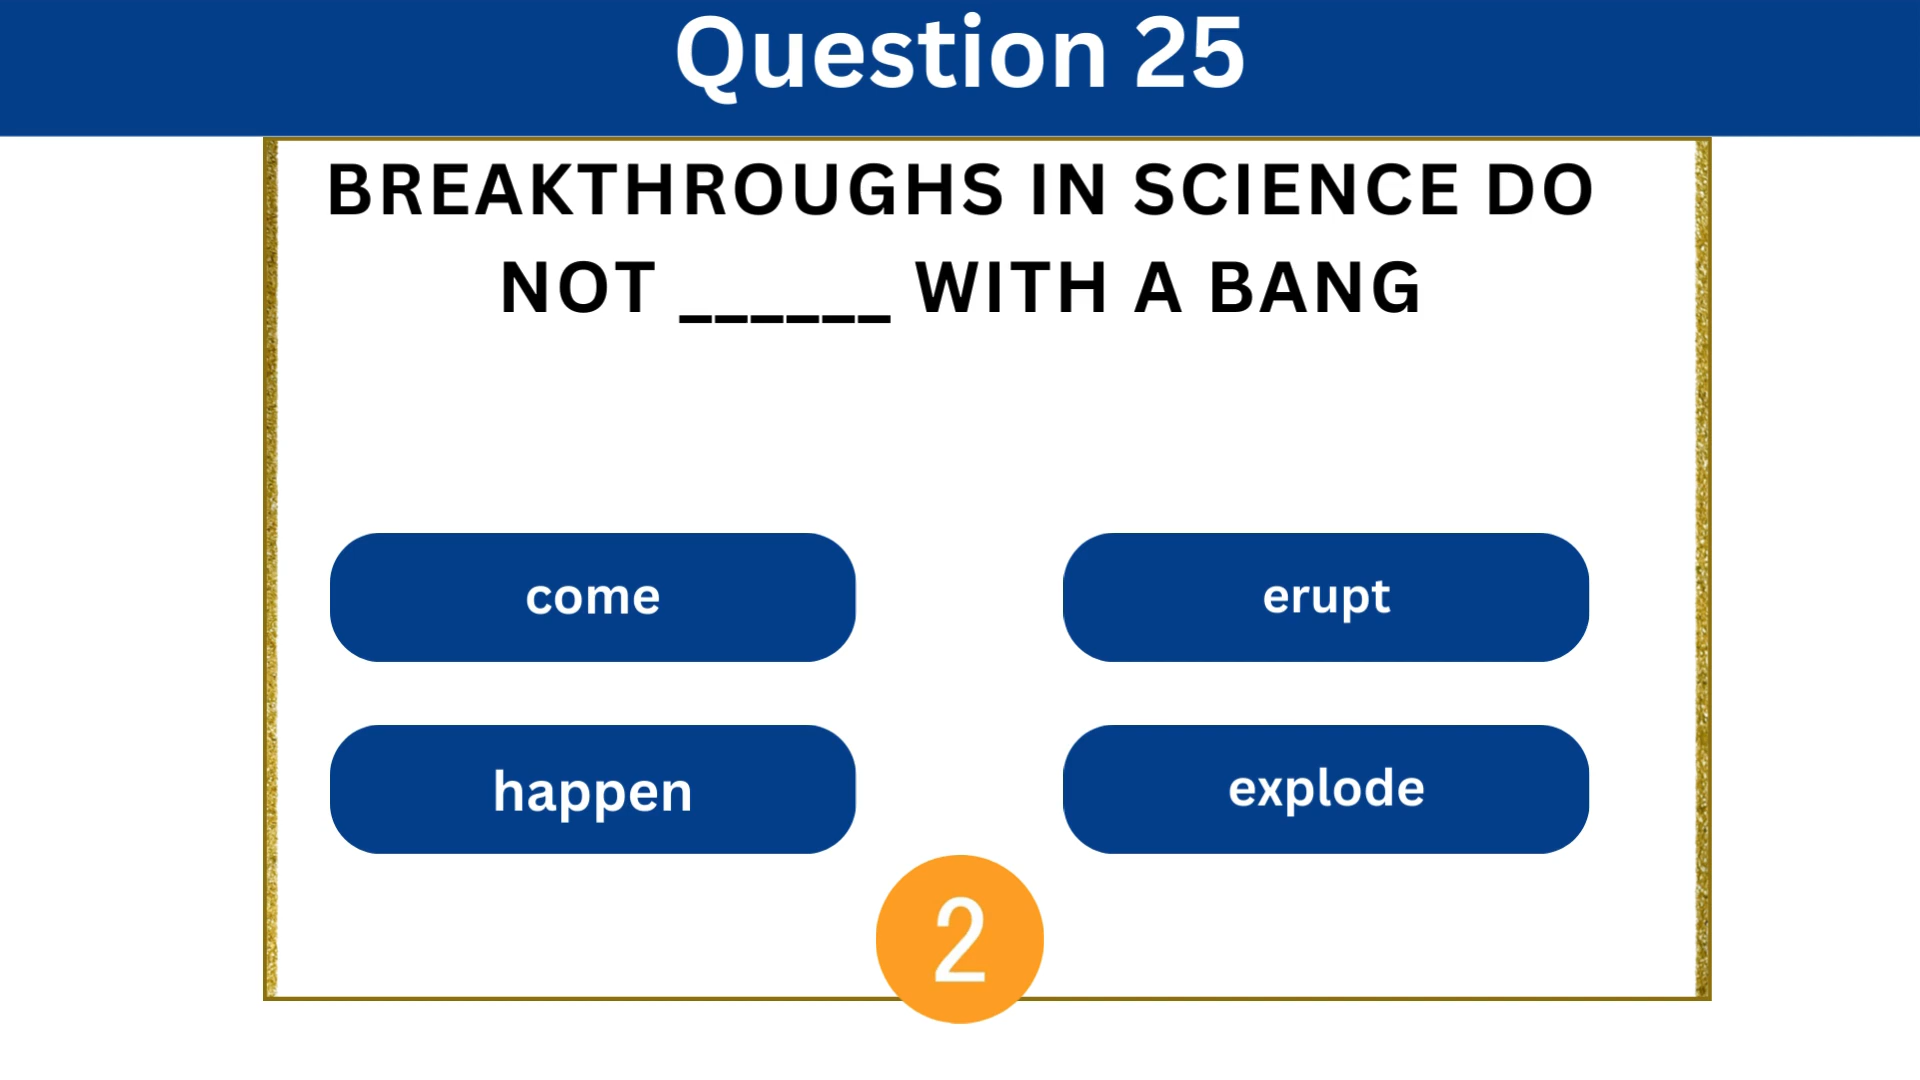 Question 25
BREAKTHROUGHS IN SCIENCE DO
NOT ______ WITH A BANG
come
erupt
happen
explode
2